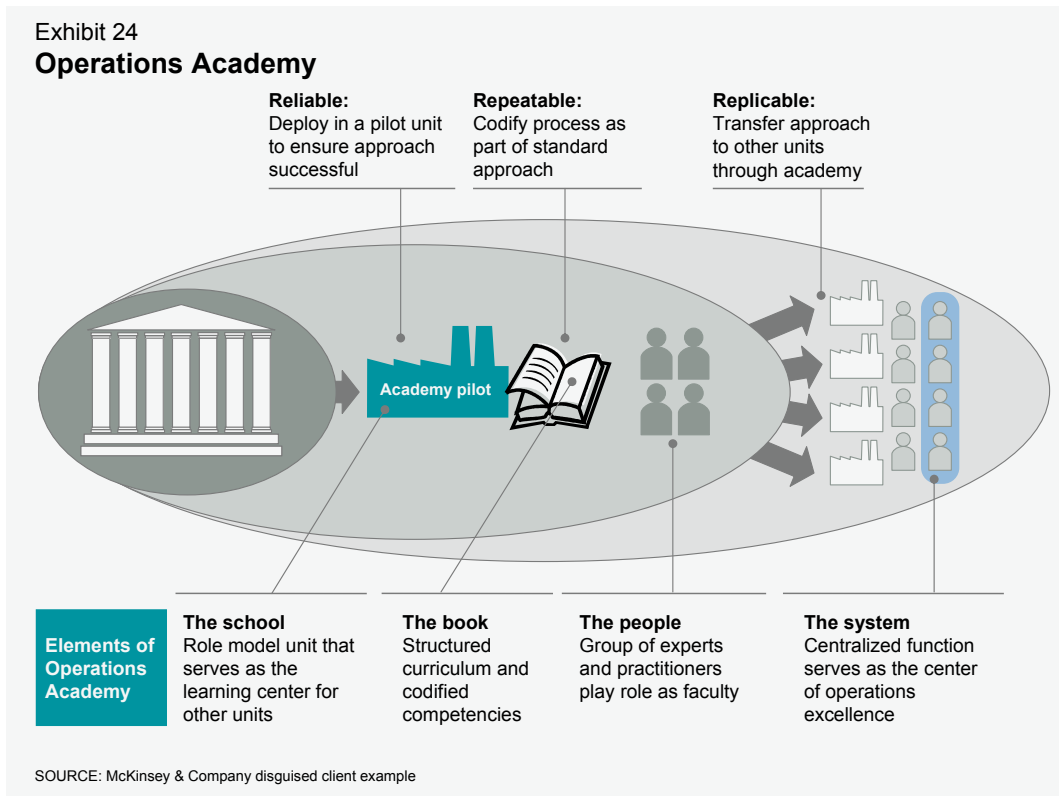 Exhibit 24
Operations Academy
Reliable:
Deploy in a pilot unit
to ensure approach
successful
Repeatable:
Codify process as
part of standard
approach
Replicable:
Transfer approach
to other units
through academy
Academy pilot
Elements of
Operations
Academy
The school
Role model unit that
serves as the
learning center for
other units
The book
Structured
curriculum and
codified
competencies
The people
Group of experts
and practitioners
play role as faculty
The system
Centralized function
serves as the center
of operations
excellence
SOURCE: McKinsey & Company disguised client example